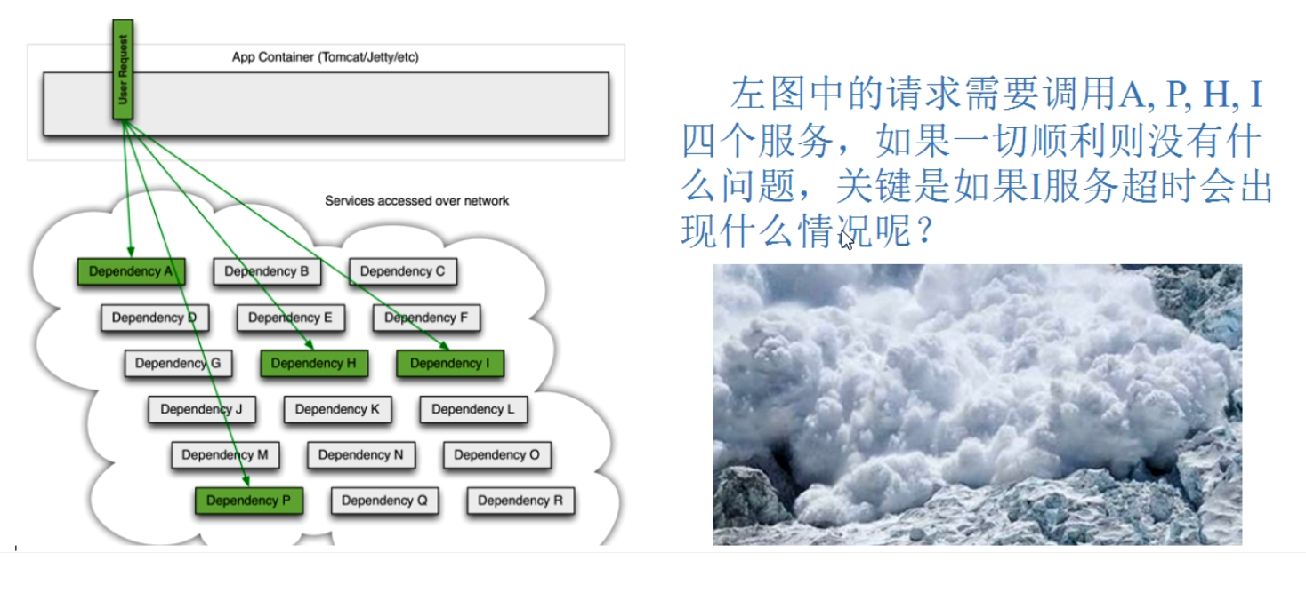 User Request
App Container (Tomcat/Jetty/etc)
Services accessed over network
Dependency A
Dependency B
Dependency C
Dependency D
Dependency E
Dependency F
Dependency G
Dependency H
Dependency I
Dependency J
Dependency K
Dependency L
Dependency M
Dependency N
Dependency O
Dependency P
Dependency Q
Dependency R
左图中的请求需要调用A, P, H, I
四个服务，如果一切顺利则没有什
么问题，关键是如果I服务超时会出
现什么情况呢？